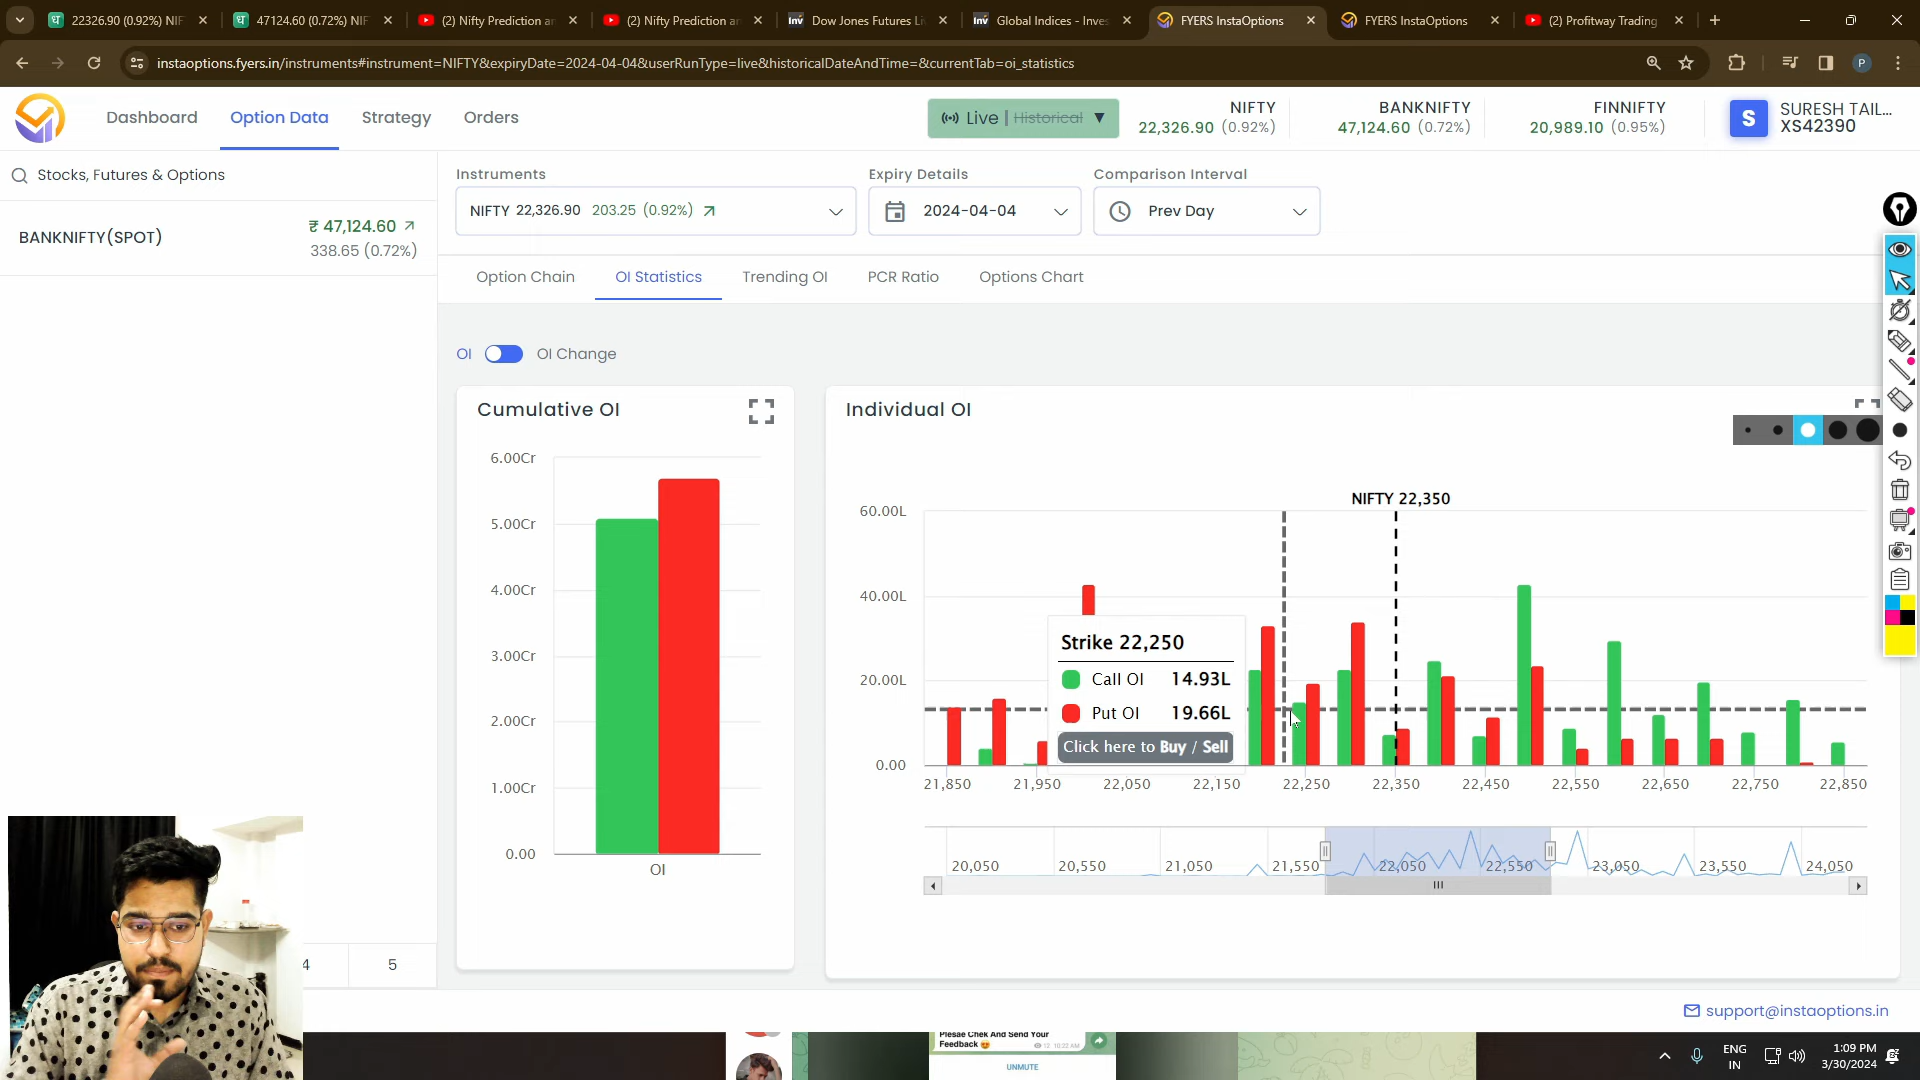 22326.90 (0.92%) NIF
47124.60 (0.72%) NIF
(2) Nifty Prediction an
(2) Nifty Prediction an
Dow Jones Futures Li
Global Indices - Inves
FYERS InstaOptions
FYERS InstaOptions
(2) Profitway Trading
instaoptions.fyers.in/instruments#instrument=NIFTY&expiryDate=2024-04-04&userRunType=live&historicalDateAndTime=&currentTab=oi_statistics
P
Dashboard
Option Data
Strategy
Orders
Live | Historical
NIFTY
22,326.90 (0.92%)
BANKNIFTY
47,124.60 (0.72%)
FINNIFTY
20,989.10 (0.95%)
S
SURESH TAIL...
XS42390
Stocks, Futures & Options
BANKNIFTY(SPOT)
₹ 47,124.60
338.65 (0.72%)
Instruments
NIFTY 22,326.90 203.25 (0.92%)
Expiry Details
2024-04-04
Comparison Interval
Prev Day
Option Chain
OI Statistics
Trending OI
PCR Ratio
Options Chart
OI
OI Change
Cumulative OI
6.00Cr
5.00Cr
4.00Cr
3.00Cr
2.00Cr
1.00Cr
0.00
OI
Individual OI
NIFTY 22,350
60.00L
40.00L
20.00L
0.00
Strike 22,250
Call OI 14.93L
Put OI 19.66L
Click here to Buy / Sell
21,850 21,950 22,050 22,150 22,250 22,350 22,450 22,550 22,650 22,750 22,850
20,050 20,550 21,050 21,550 22,050 22,550 23,050 23,550 24,050
4
5
support@instaoptions.in
Plesae Chek And Send Your
Feedback
12 10:22 AM
UNMUTE
ENG
IN
1:09 PM
3/30/2024